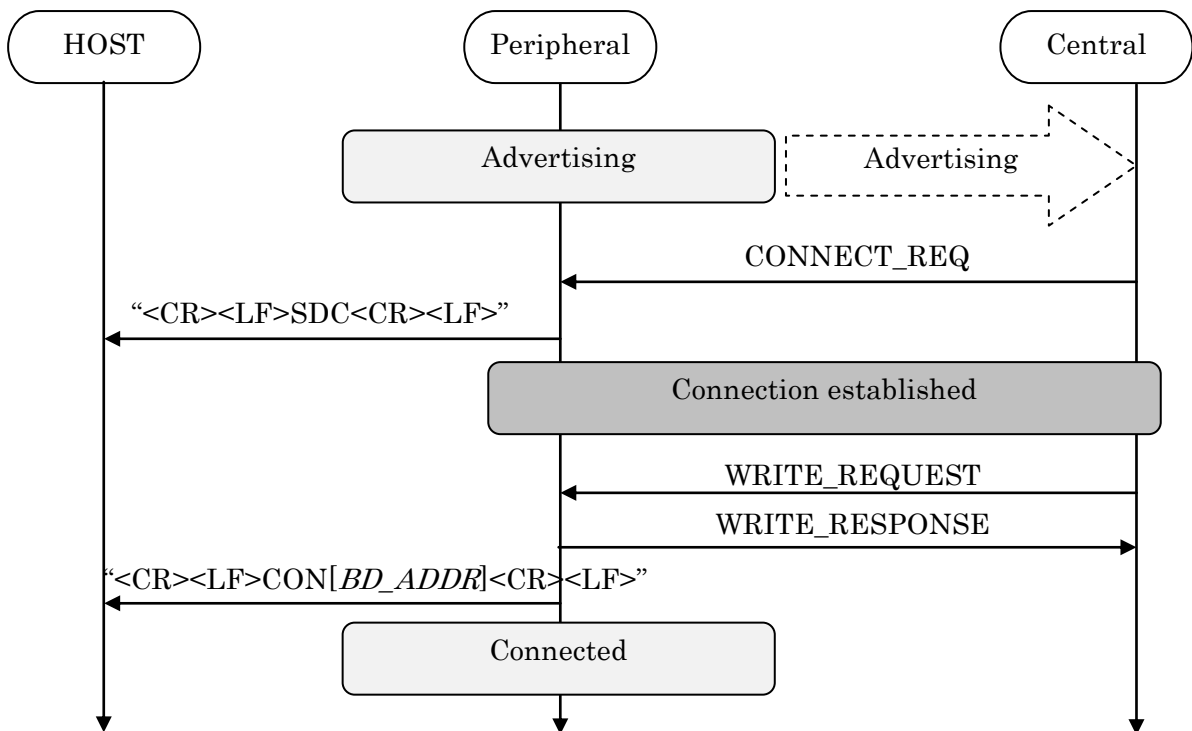 HOST
Peripheral
Central
Advertising
Advertising
CONNECT_REQ
“<CR><LF>SDC<CR><LF>”
Connection established
WRITE_REQUEST
WRITE_RESPONSE
“<CR><LF>CON[BD_ADDR]<CR><LF>”
Connected